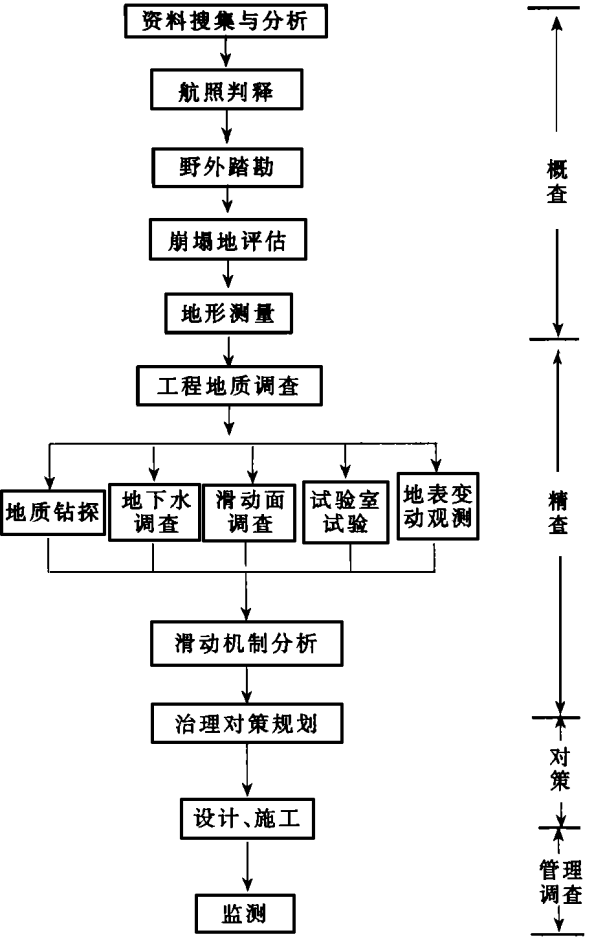 资料搜集与分析
航照判释
野外踏勘
崩塌地评估
地形测量
概
查
工程地质调查
地质钻探
地下水
调查
滑动面
调查
试验室
试验
地表变
动观测
精
查
滑动机制分析
治理对策规划
对
策
设计、施工
监测
管理
调查